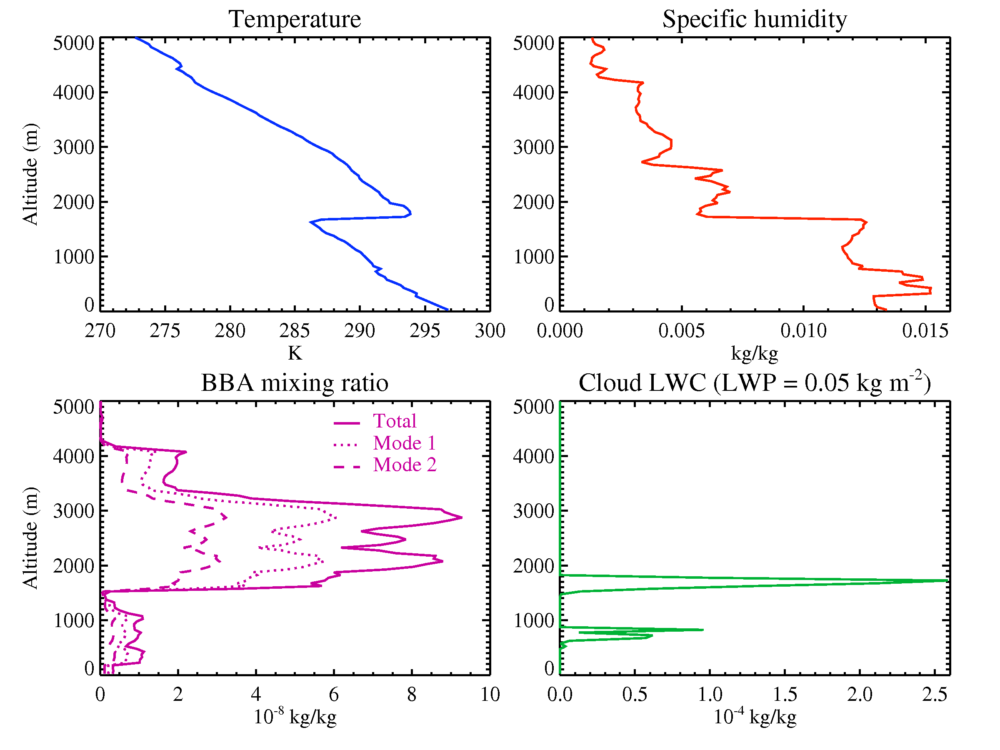 Temperature
Altitude (m)
5000
4000
3000
2000
1000
0
270 275 280 285 290 295 300
K
Specific humidity
5000
4000
3000
2000
1000
0
0.000 0.005 0.010 0.015
kg/kg
BBA mixing ratio
Altitude (m)
5000
4000
3000
2000
1000
0
Total
Mode 1
Mode 2
0 2 4 6 8 10
10⁻⁸ kg/kg
Cloud LWC (LWP = 0.05 kg m⁻²)
5000
4000
3000
2000
1000
0
0.0 0.5 1.0 1.5 2.0 2.5
10⁻⁴ kg/kg